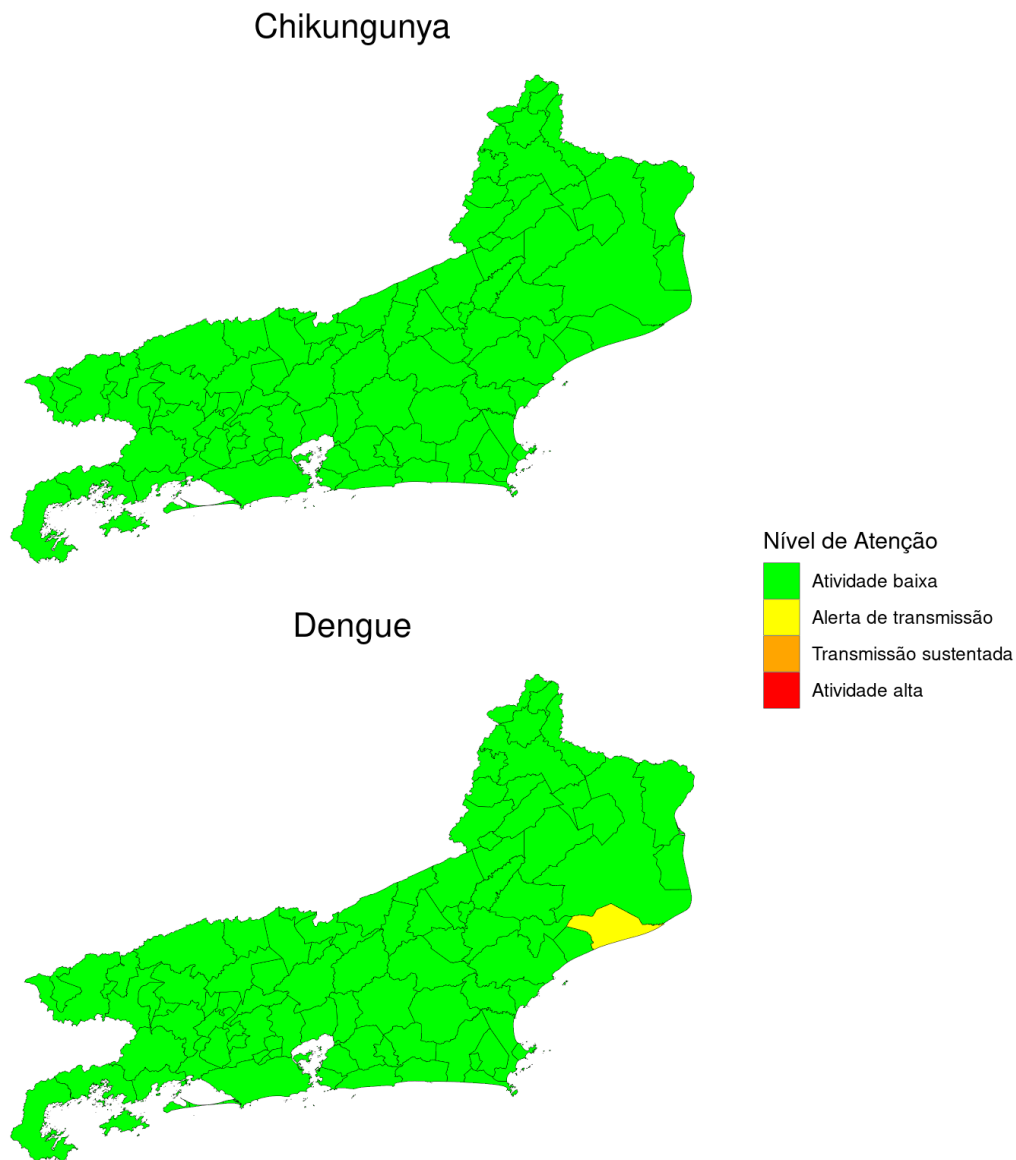 Chikungunya
Nível de Atenção
Atividade baixa
Alerta de transmissão
Transmissão sustentada
Atividade alta
Dengue